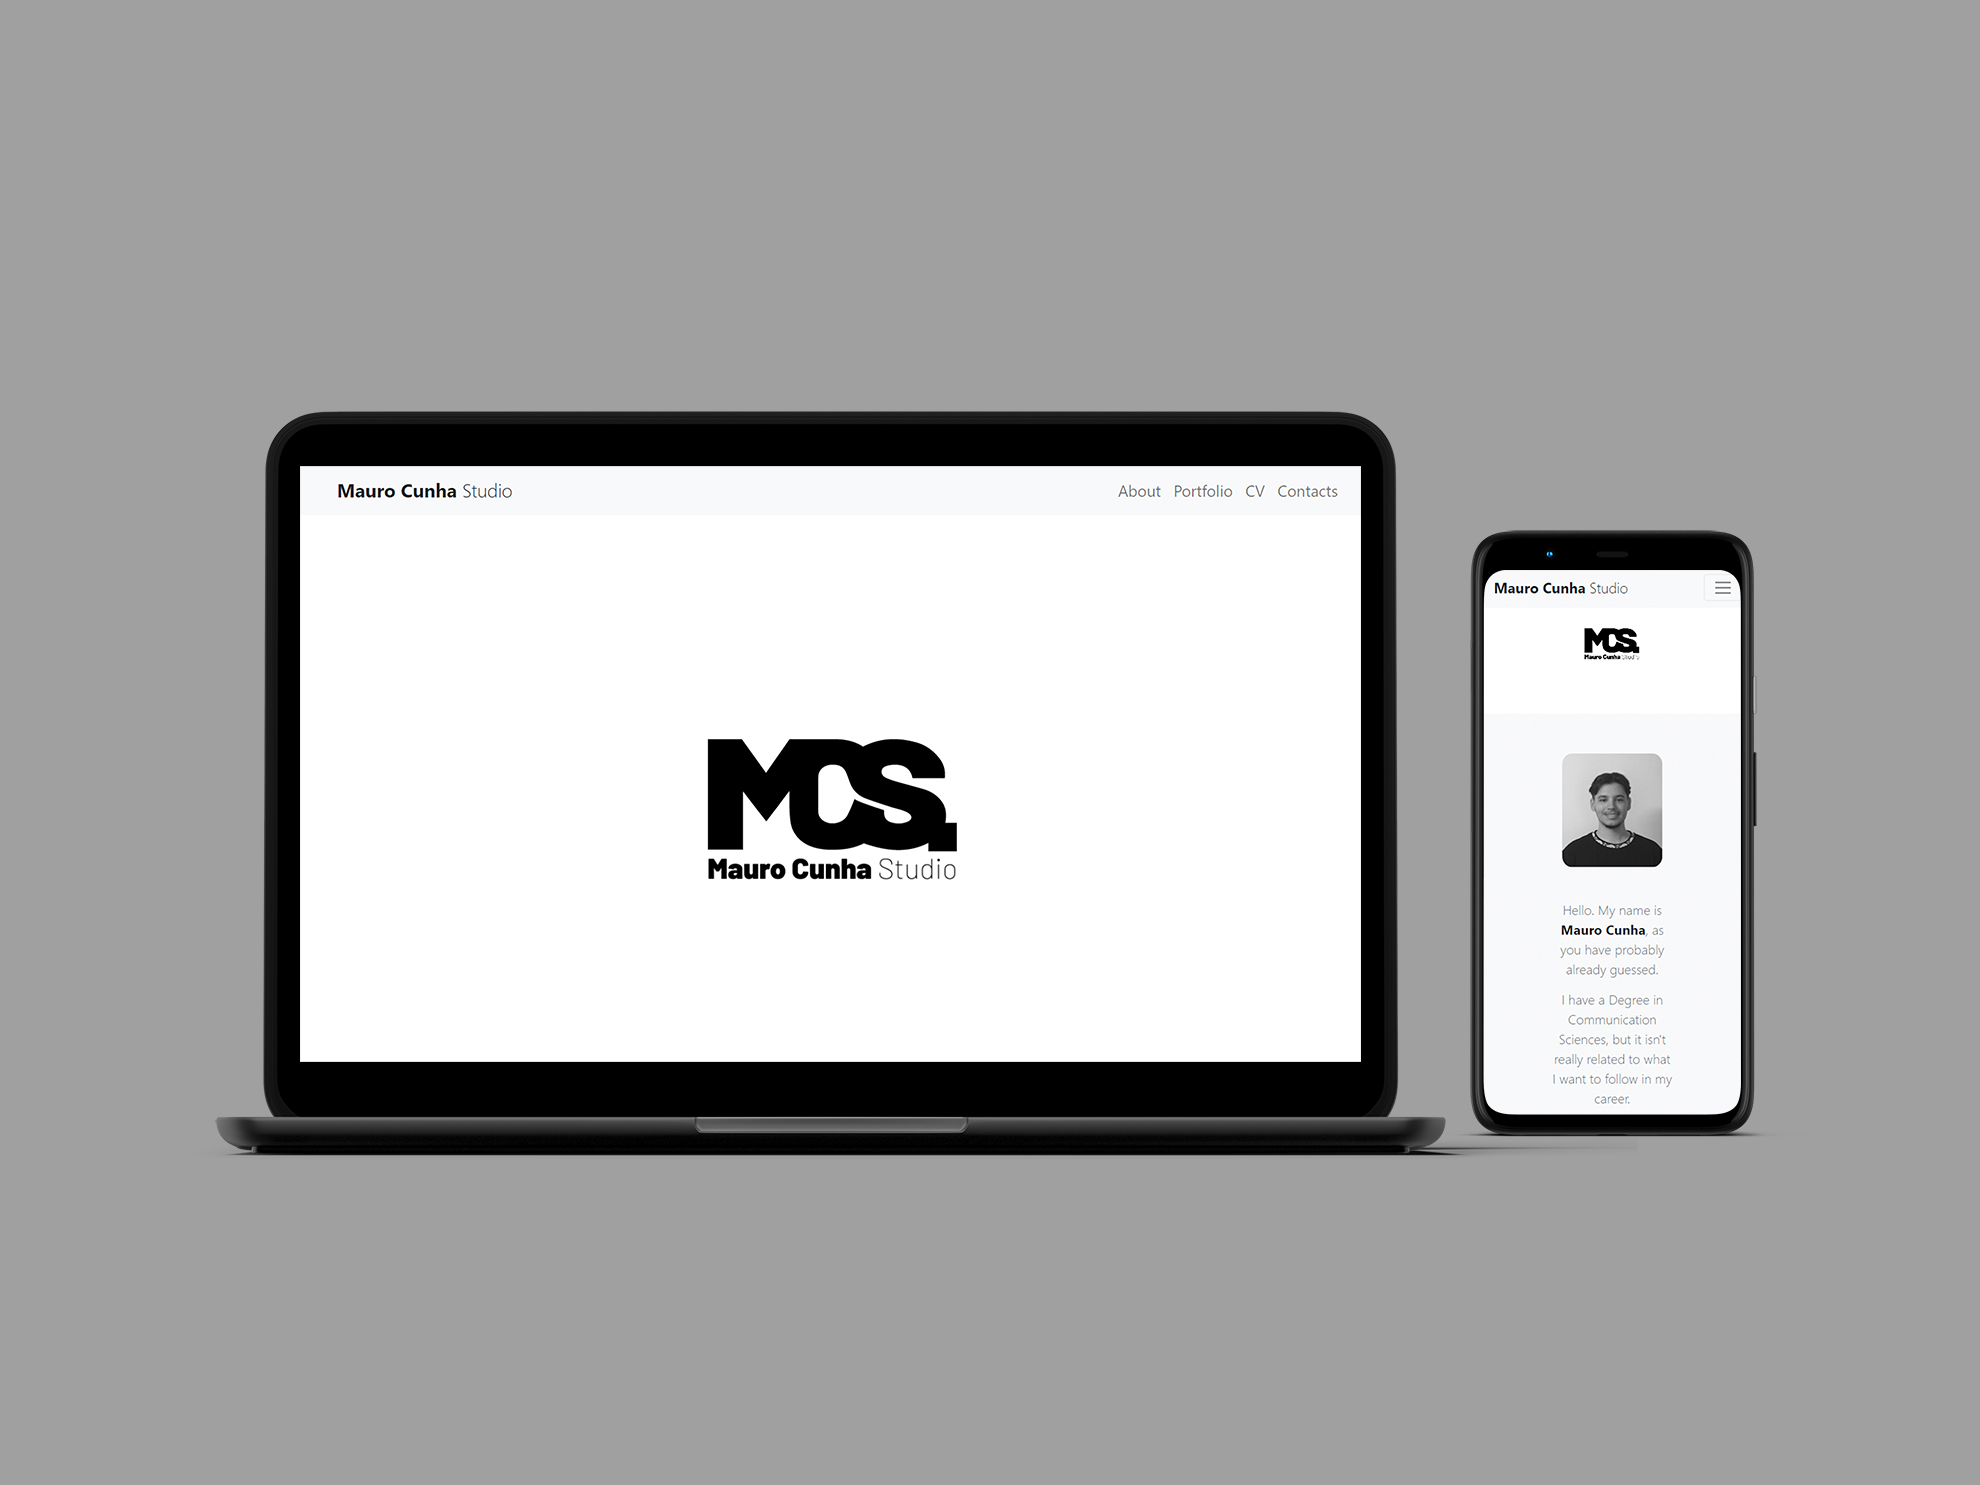 Mauro Cunha Studio
About Portfolio CV Contacts
MCS.
Mauro Cunha Studio
Mauro Cunha Studio
MCS.
Mauro Cunha Studio
Hello. My name is
Mauro Cunha, as
you have probably
already guessed.
I have a Degree in
Communication
Sciences, but it isn't
really related to what
I want to follow in my
career.